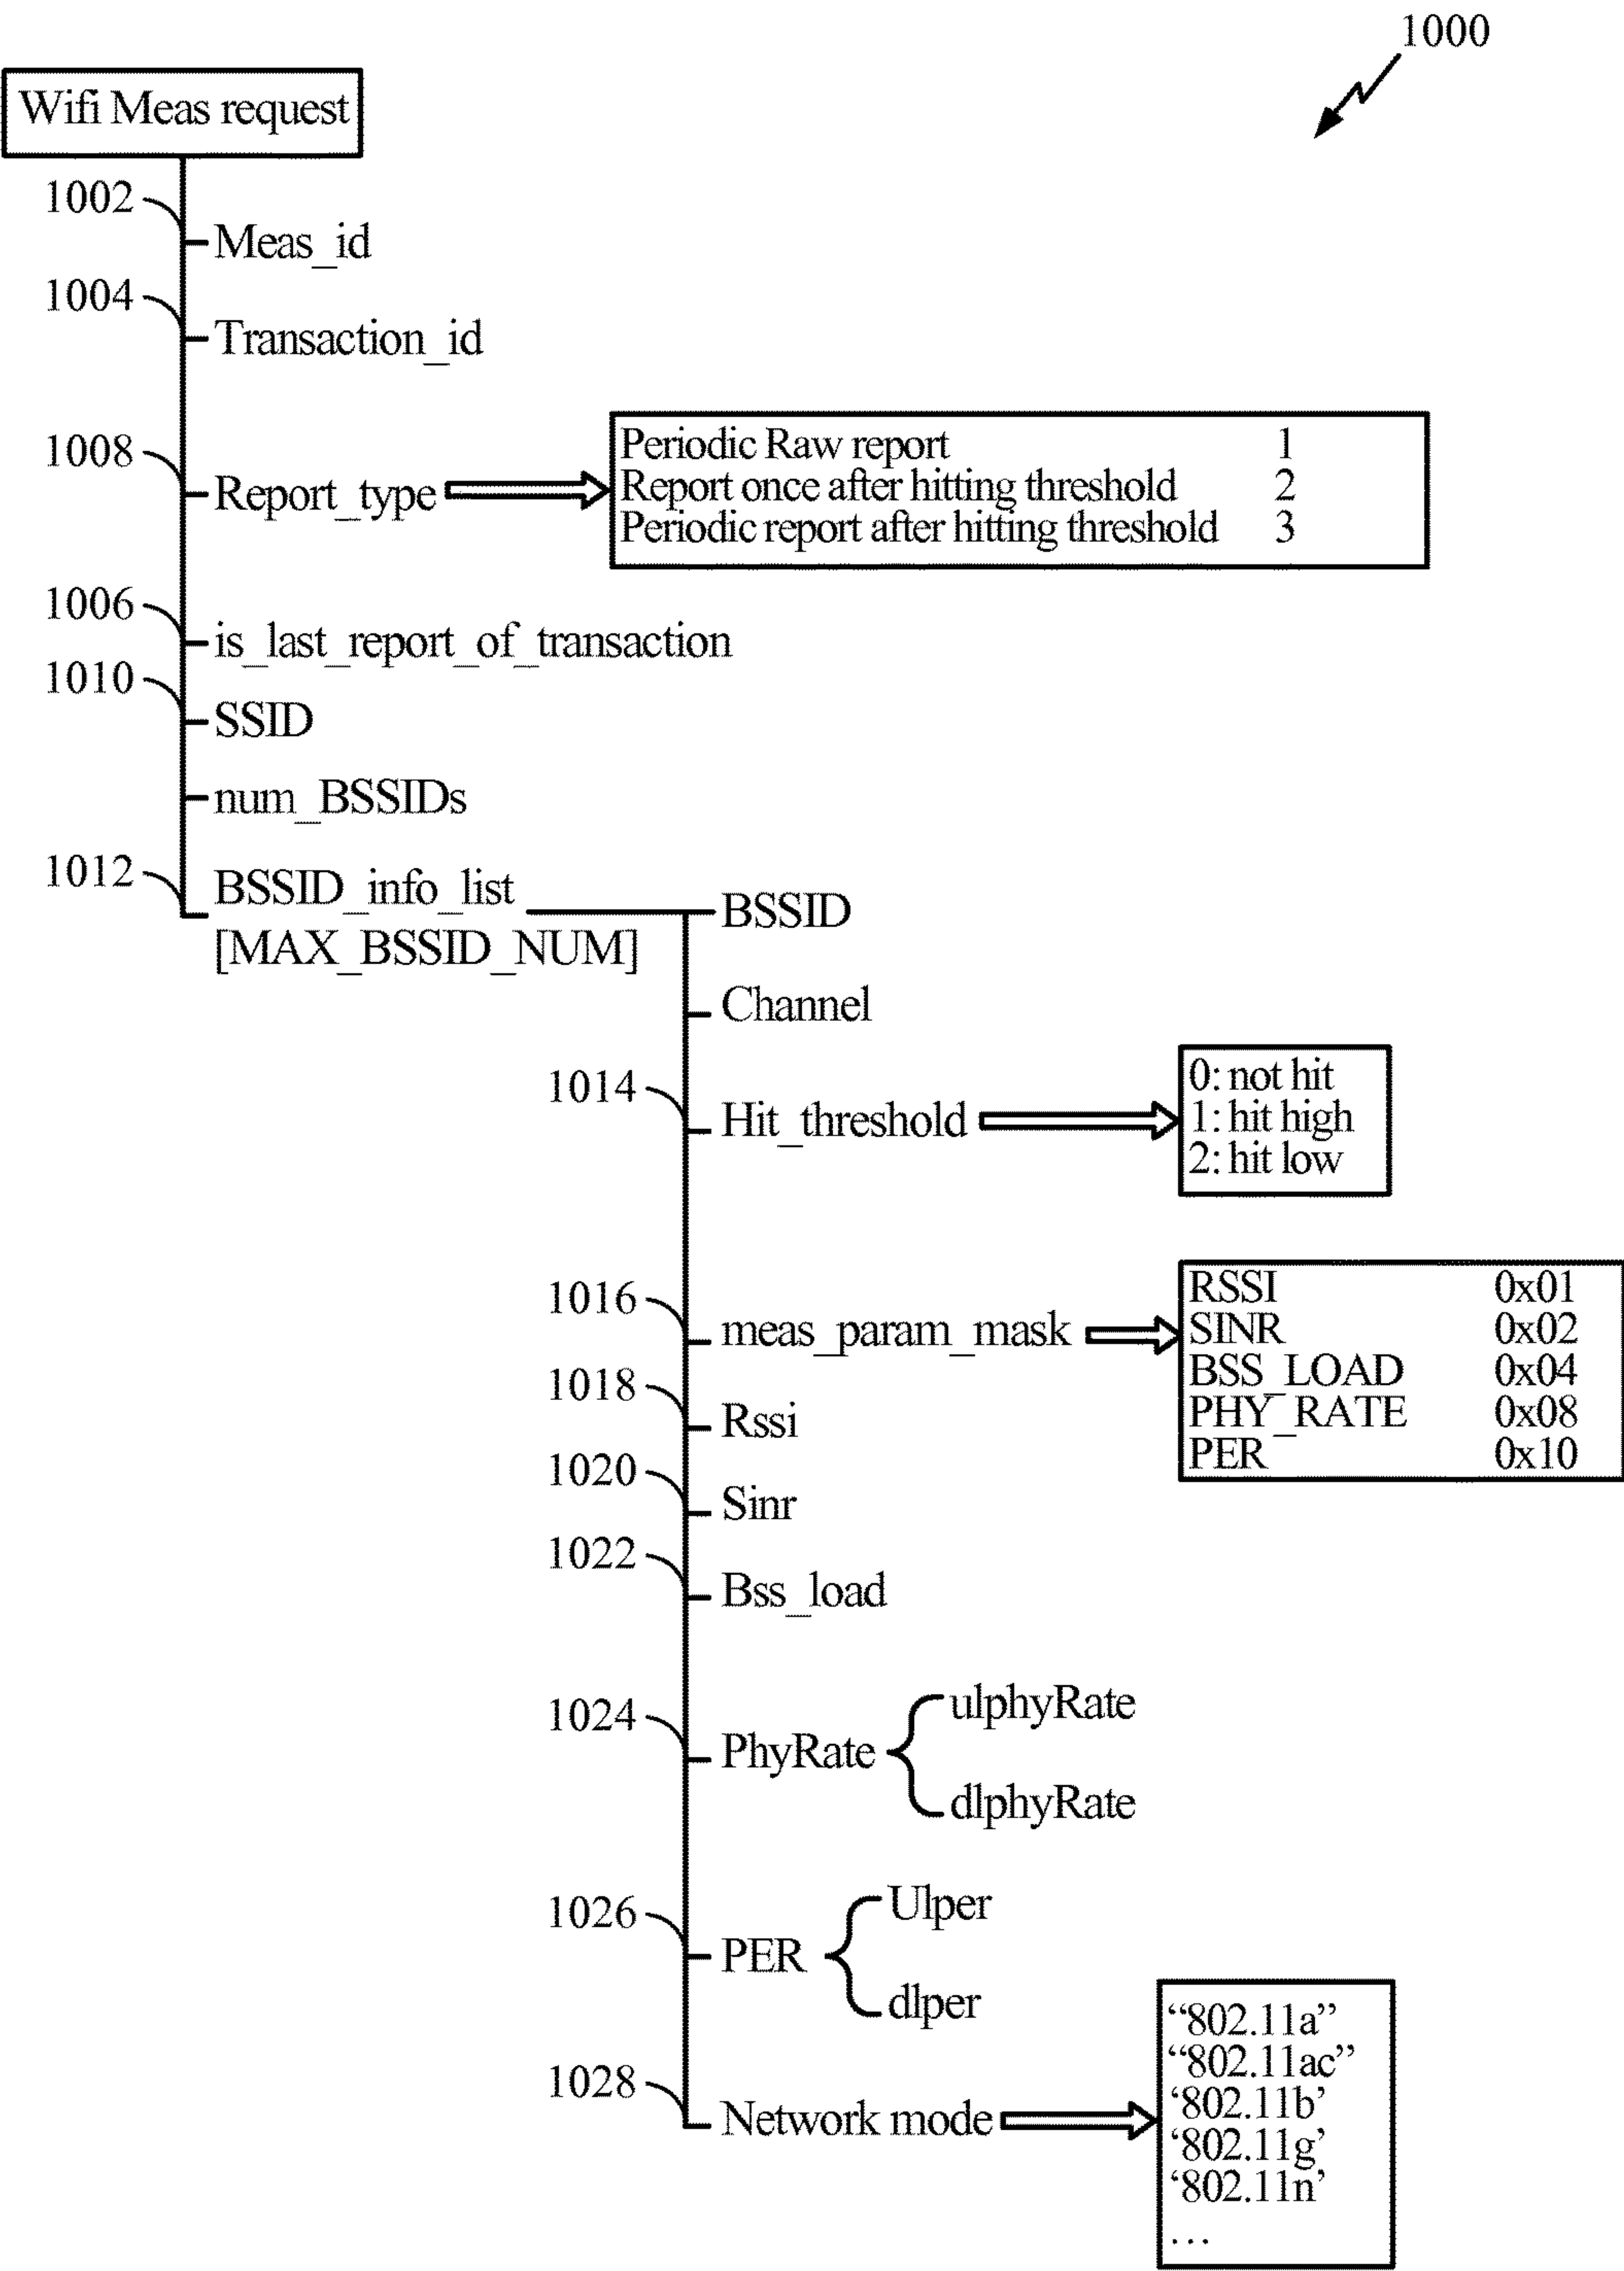 1000
Wifi Meas request
1002
Meas_id
1004
Transaction_id
1008
Report_type
Periodic Raw report 1
Report once after hitting threshold 2
Periodic report after hitting threshold 3
1006
is_last_report_of_transaction
1010
SSID
num_BSSIDs
1012
BSSID_info_list
[MAX_BSSID_NUM]
BSSID
Channel
1014
Hit_threshold
0: not hit
1: hit high
2: hit low
1016
meas_param_mask
RSSI 0x01
SINR 0x02
BSS_LOAD 0x04
PHY_RATE 0x08
PER 0x10
1018
Rssi
1020
Sinr
1022
Bss_load
1024
PhyRate
ulphyRate
dlphyRate
1026
PER
Ulper
dlper
1028
Network mode
“802.11a”
“802.11ac”
‘802.11b’
‘802.11g’
‘802.11n’
...